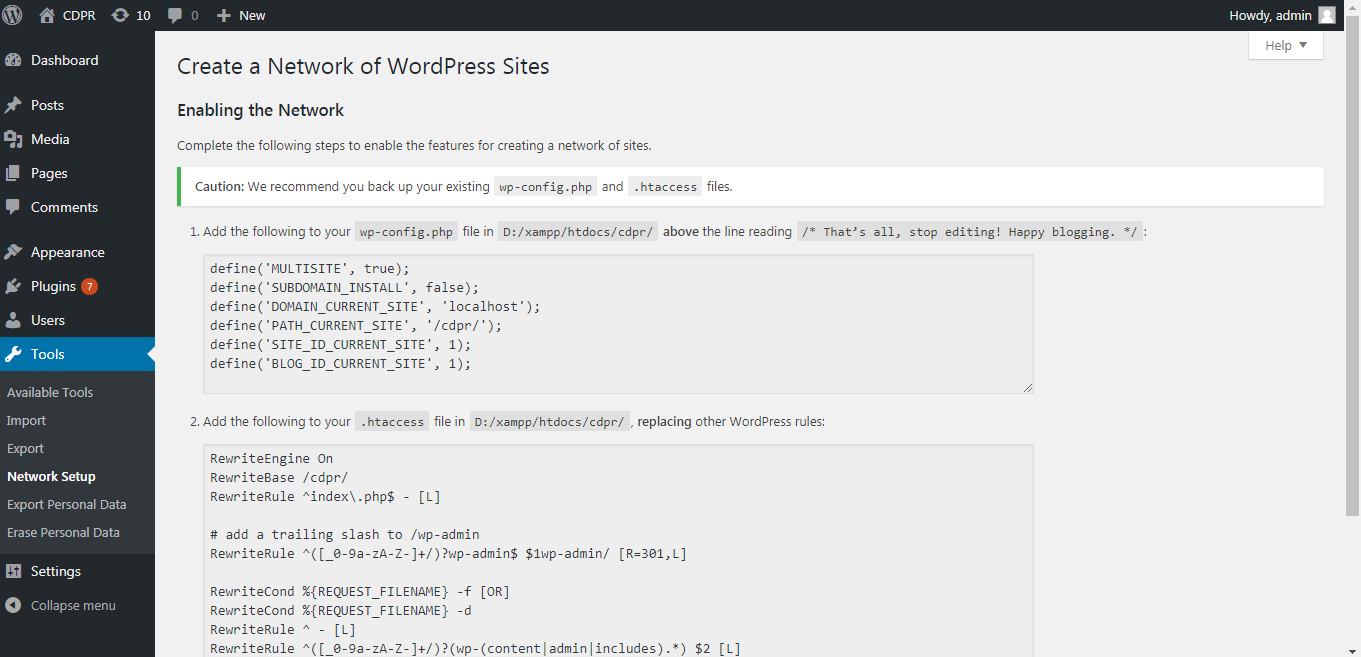 CDPR 10 0 New Howdy, admin
Help
Dashboard
Posts
Media
Pages
Comments
Appearance
Plugins 7
Users
Tools
Available Tools
Import
Export
Network Setup
Export Personal Data
Erase Personal Data
Settings
Collapse menu
Create a Network of WordPress Sites
Enabling the Network
Complete the following steps to enable the features for creating a network of sites.
Caution: We recommend you back up your existing wp-config.php and .htaccess files.
1. Add the following to your wp-config.php file in D:/xampp/htdocs/cdpr/ above the line reading /* That’s all, stop editing! Happy blogging. */ :
define('MULTISITE', true);
define('SUBDOMAIN_INSTALL', false);
define('DOMAIN_CURRENT_SITE', 'localhost');
define('PATH_CURRENT_SITE', '/cdpr/');
define('SITE_ID_CURRENT_SITE', 1);
define('BLOG_ID_CURRENT_SITE', 1);
2. Add the following to your .htaccess file in D:/xampp/htdocs/cdpr/ , replacing other WordPress rules:
RewriteEngine On
RewriteBase /cdpr/
RewriteRule ^index\.php$ - [L]
# add a trailing slash to /wp-admin
RewriteRule ^([_0-9a-zA-Z-]+/)?wp-admin$ $1wp-admin/ [R=301,L]
RewriteCond %{REQUEST_FILENAME} -f [OR]
RewriteCond %{REQUEST_FILENAME} -d
RewriteRule ^ - [L]
RewriteRule ^([_0-9a-zA-Z-]+/)?(wp-(content|admin|includes).*) $2 [L]